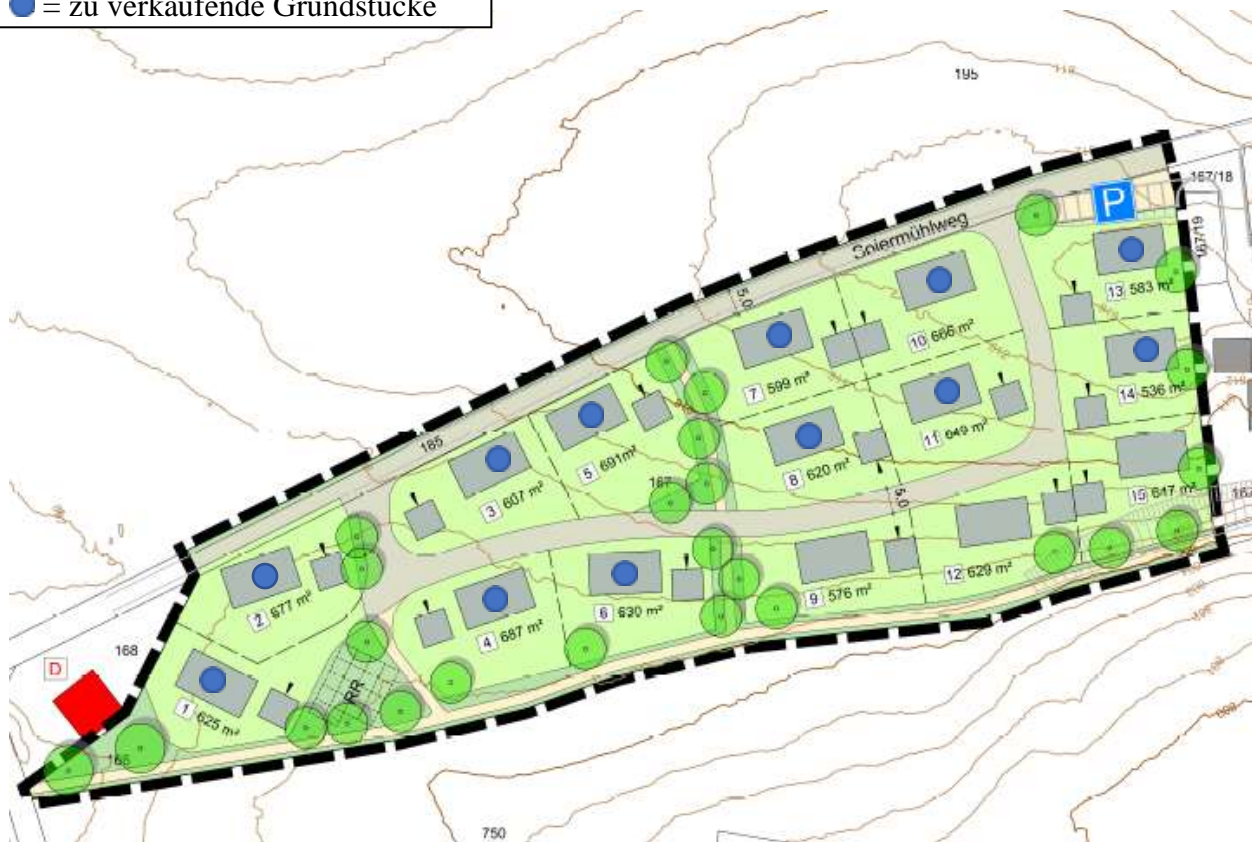 = zu verkaufende Grundstücke
195
167/18
P
167/19
Spiermühlweg
5.0
13 583 m²
10 666 m²
7 599 m²
14 536 m²
185
5 691m²
167
11 649 m²
8 620 m²
3 607 m²
5.0
15 647 m²
2 677 m²
12 629 m²
9 576 m²
6 630 m²
4 687 m²
168
D
RR
1 625 m²
166
750